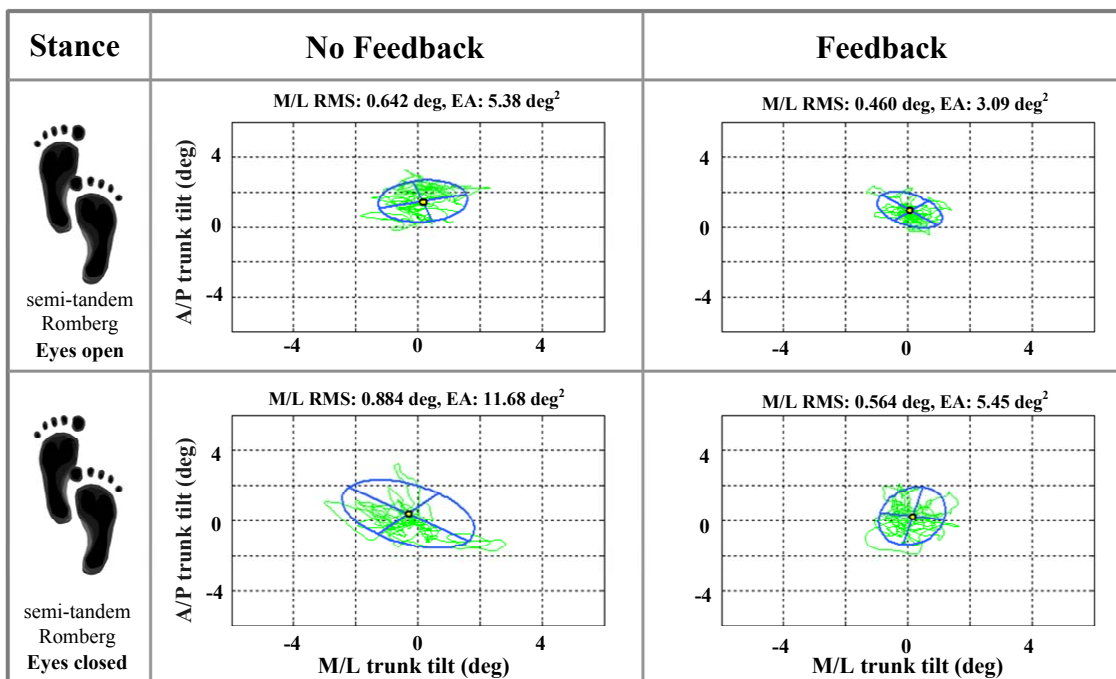 Stance
No Feedback
Feedback
semi-tandem
Romberg
Eyes open
M/L RMS: 0.642 deg, EA: 5.38 deg²
A/P trunk tilt (deg)
4
0
-4
-4
0
4
M/L RMS: 0.460 deg, EA: 3.09 deg²
4
0
-4
-4
0
4
semi-tandem
Romberg
Eyes closed
M/L RMS: 0.884 deg, EA: 11.68 deg²
A/P trunk tilt (deg)
4
0
-4
-4
0
4
M/L trunk tilt (deg)
M/L RMS: 0.564 deg, EA: 5.45 deg²
4
0
-4
-4
0
4
M/L trunk tilt (deg)